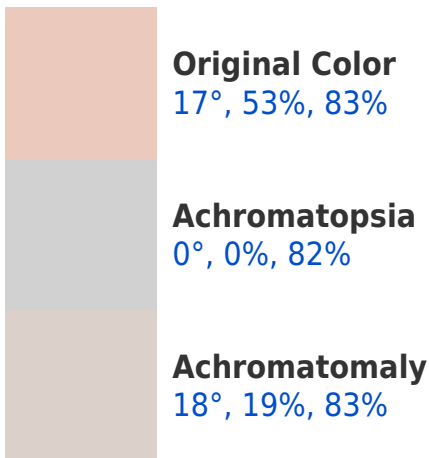 Original Color
17°, 53%, 83%
Achromatopsia
0°, 0%, 82%
Achromatomaly
18°, 19%, 83%